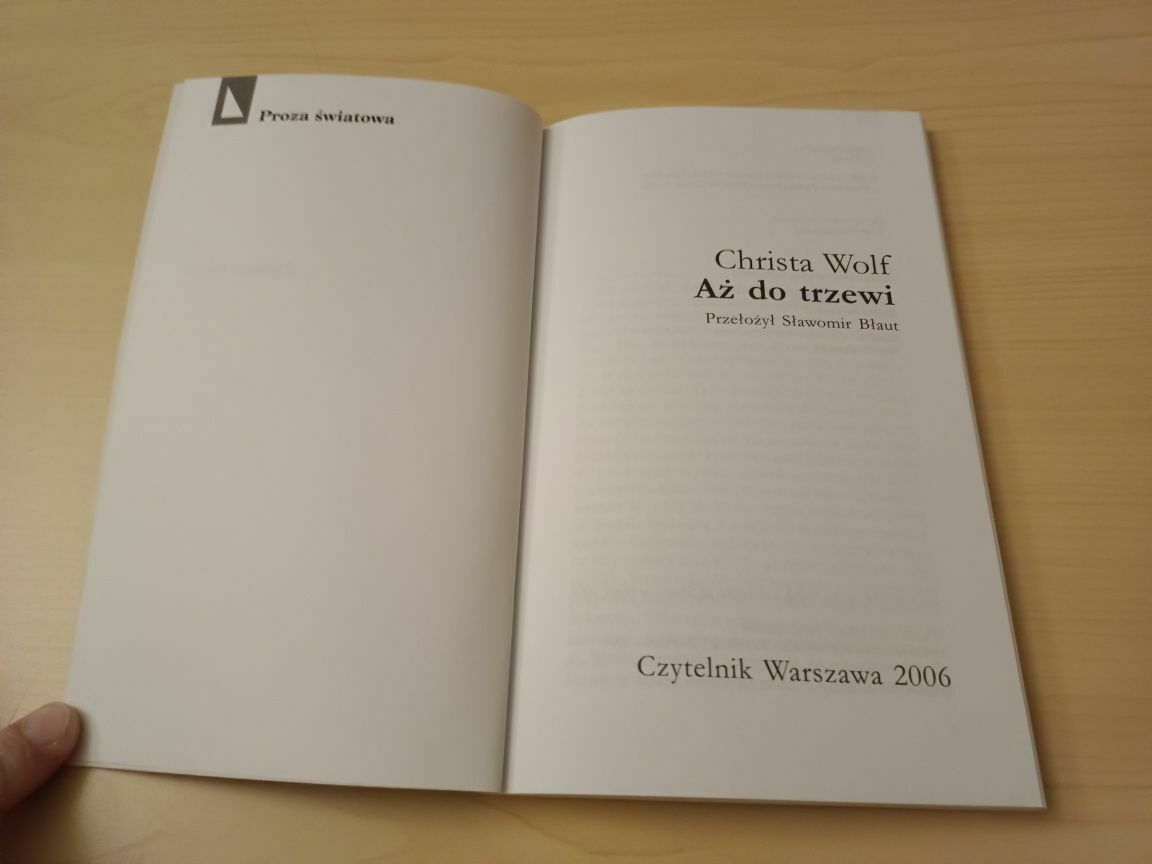 Proza światowa
Christa Wolf
Aż do trzewi
Przełożył Sławomir Błaut
Czytelnik Warszawa 2006